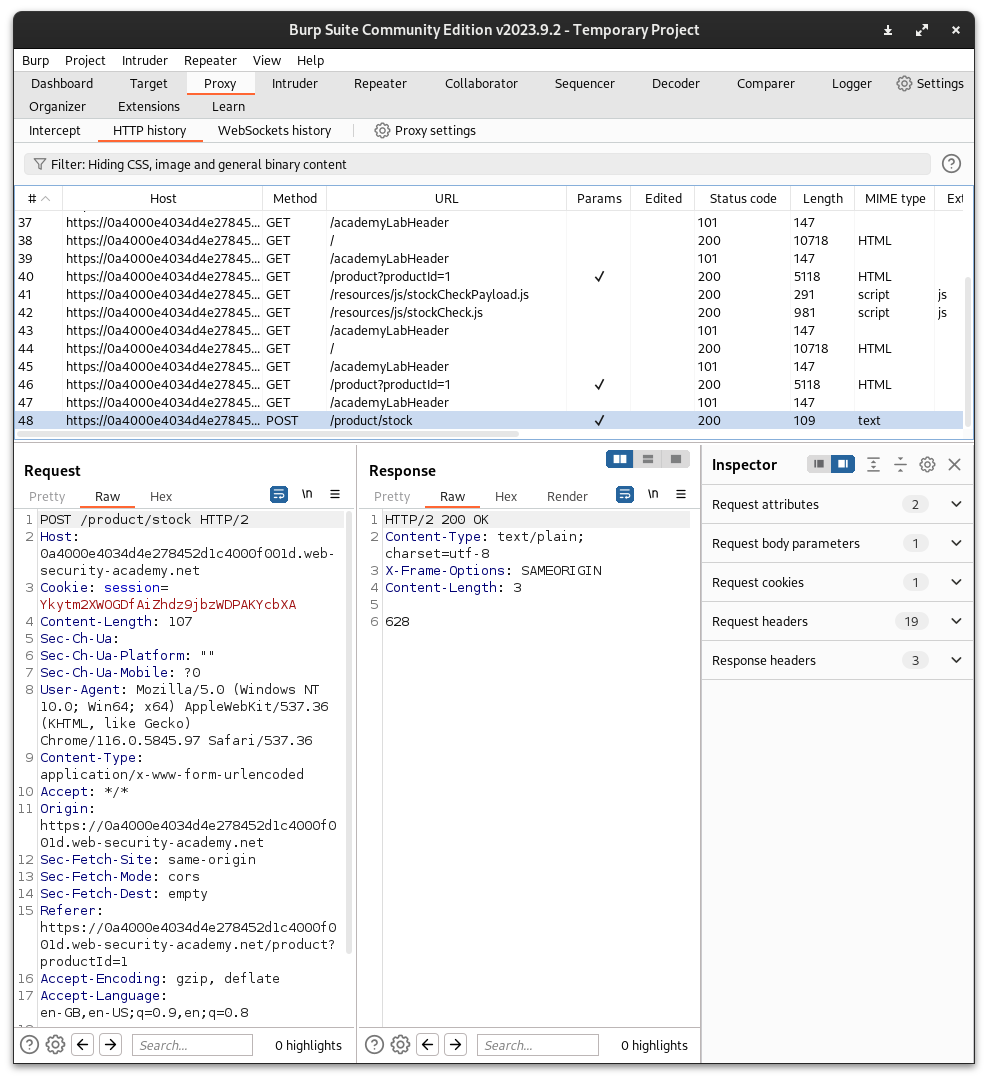 Burp Suite Community Edition v2023.9.2 - Temporary Project
Burp Project Intruder Repeater View Help
Dashboard Target Proxy Intruder Repeater Collaborator Sequencer Decoder Comparer Logger Settings
Organizer Extensions Learn
Intercept HTTP history WebSockets history Proxy settings
Filter: Hiding CSS, image and general binary content
# Host Method URL Params Edited Status code Length MIME type Ext
37 https://0a4000e4034d4e27845... GET /academyLabHeader 101 147
38 https://0a4000e4034d4e27845... GET / 200 10718 HTML
39 https://0a4000e4034d4e27845... GET /academyLabHeader 101 147
40 https://0a4000e4034d4e27845... GET /product?productId=1 ✓ 200 5118 HTML
41 https://0a4000e4034d4e27845... GET /resources/js/stockCheckPayload.js 200 291 script js
42 https://0a4000e4034d4e27845... GET /resources/js/stockCheck.js 200 981 script js
43 https://0a4000e4034d4e27845... GET /academyLabHeader 101 147
44 https://0a4000e4034d4e27845... GET / 200 10718 HTML
45 https://0a4000e4034d4e27845... GET /academyLabHeader 101 147
46 https://0a4000e4034d4e27845... GET /product?productId=1 ✓ 200 5118 HTML
47 https://0a4000e4034d4e27845... GET /academyLabHeader 101 147
48 https://0a4000e4034d4e27845... POST /product/stock ✓ 200 109 text
Request
Pretty Raw Hex \n
1 POST /product/stock HTTP/2
2 Host:
0a4000e4034d4e278452d1c4000f001d.web-
security-academy.net
3 Cookie: session=
Ykytm2XWOGDfAiZhdz9jbzWDPAKYcbXA
4 Content-Length: 107
5 Sec-Ch-Ua:
6 Sec-Ch-Ua-Platform: ""
7 Sec-Ch-Ua-Mobile: ?0
8 User-Agent: Mozilla/5.0 (Windows NT
10.0; Win64; x64) AppleWebKit/537.36
(KHTML, like Gecko)
Chrome/116.0.5845.97 Safari/537.36
9 Content-Type:
application/x-www-form-urlencoded
10 Accept: */*
11 Origin:
https://0a4000e4034d4e278452d1c4000f0
01d.web-security-academy.net
12 Sec-Fetch-Site: same-origin
13 Sec-Fetch-Mode: cors
14 Sec-Fetch-Dest: empty
15 Referer:
https://0a4000e4034d4e278452d1c4000f0
01d.web-security-academy.net/product?
productId=1
16 Accept-Encoding: gzip, deflate
17 Accept-Language:
en-GB,en-US;q=0.9,en;q=0.8
Search... 0 highlights
Response
Pretty Raw Hex Render \n
1 HTTP/2 200 OK
2 Content-Type: text/plain;
charset=utf-8
3 X-Frame-Options: SAMEORIGIN
4 Content-Length: 3
5
6 628
Search... 0 highlights
Inspector
Request attributes 2
Request body parameters 1
Request cookies 1
Request headers 19
Response headers 3